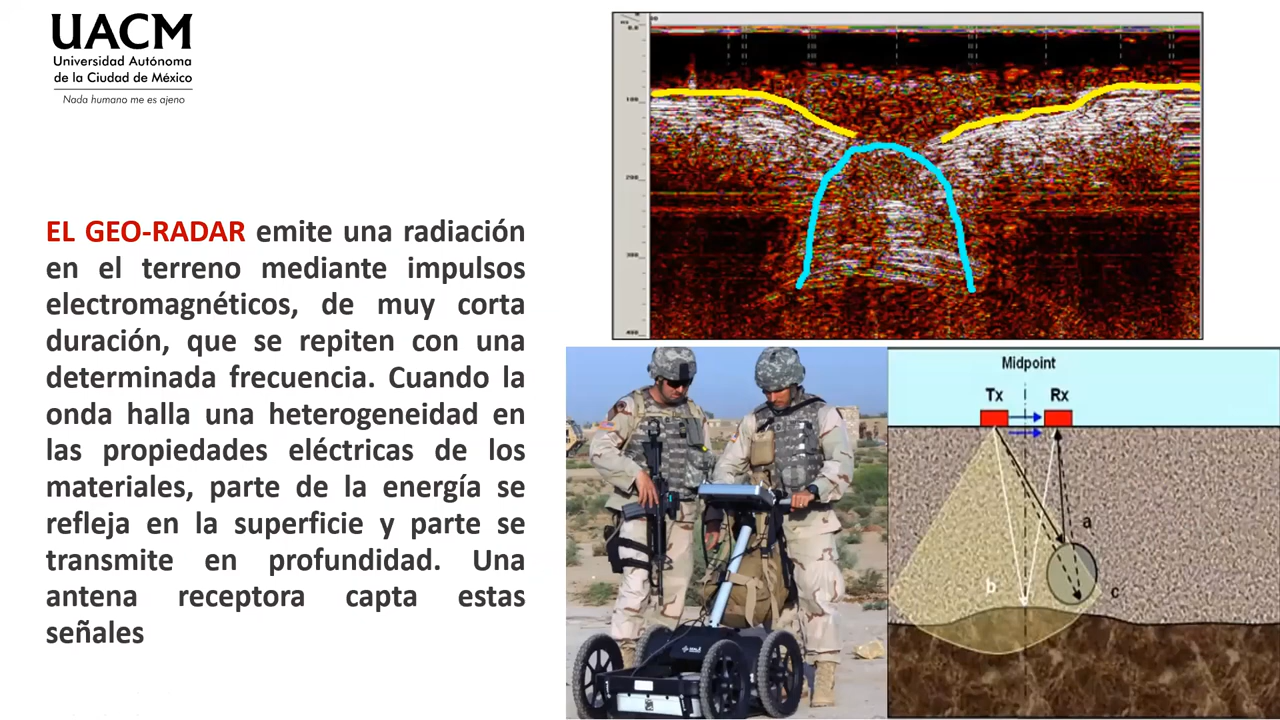 UACM
Universidad Autónoma
de la Ciudad de México
Nada humano me es ajeno
EL GEO-RADAR emite una radiación
en el terreno mediante impulsos
electromagnéticos, de muy corta
duración, que se repiten con una
determinada frecuencia. Cuando la
onda halla una heterogeneidad en
las propiedades eléctricas de los
materiales, parte de la energía se
refleja en la superficie y parte se
transmite en profundidad. Una
antena receptora capta estas
señales
Midpoint
Tx Rx
a
b
c